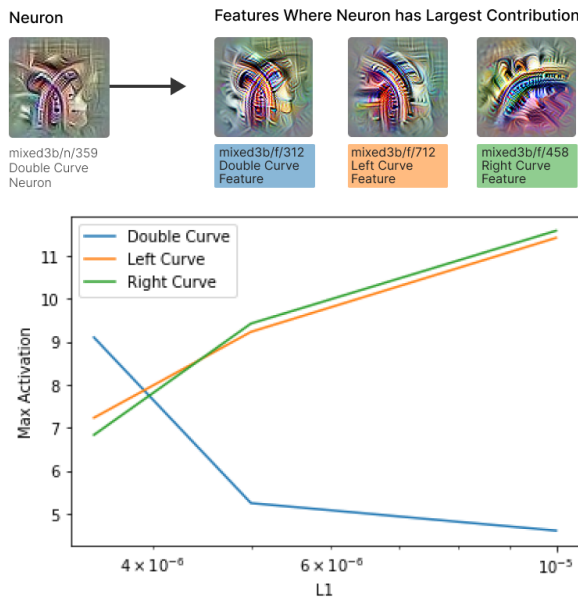 Neuron
Features Where Neuron has Largest Contribution
mixed3b/n/359
Double Curve
Neuron
mixed3b/f/312
Double Curve
Feature
mixed3b/f/712
Left Curve
Feature
mixed3b/f/458
Right Curve
Feature
Double Curve
Left Curve
Right Curve
Max Activation
11
10
9
8
7
6
5
4 × 10⁻⁶
6 × 10⁻⁶
10⁻⁵
L1